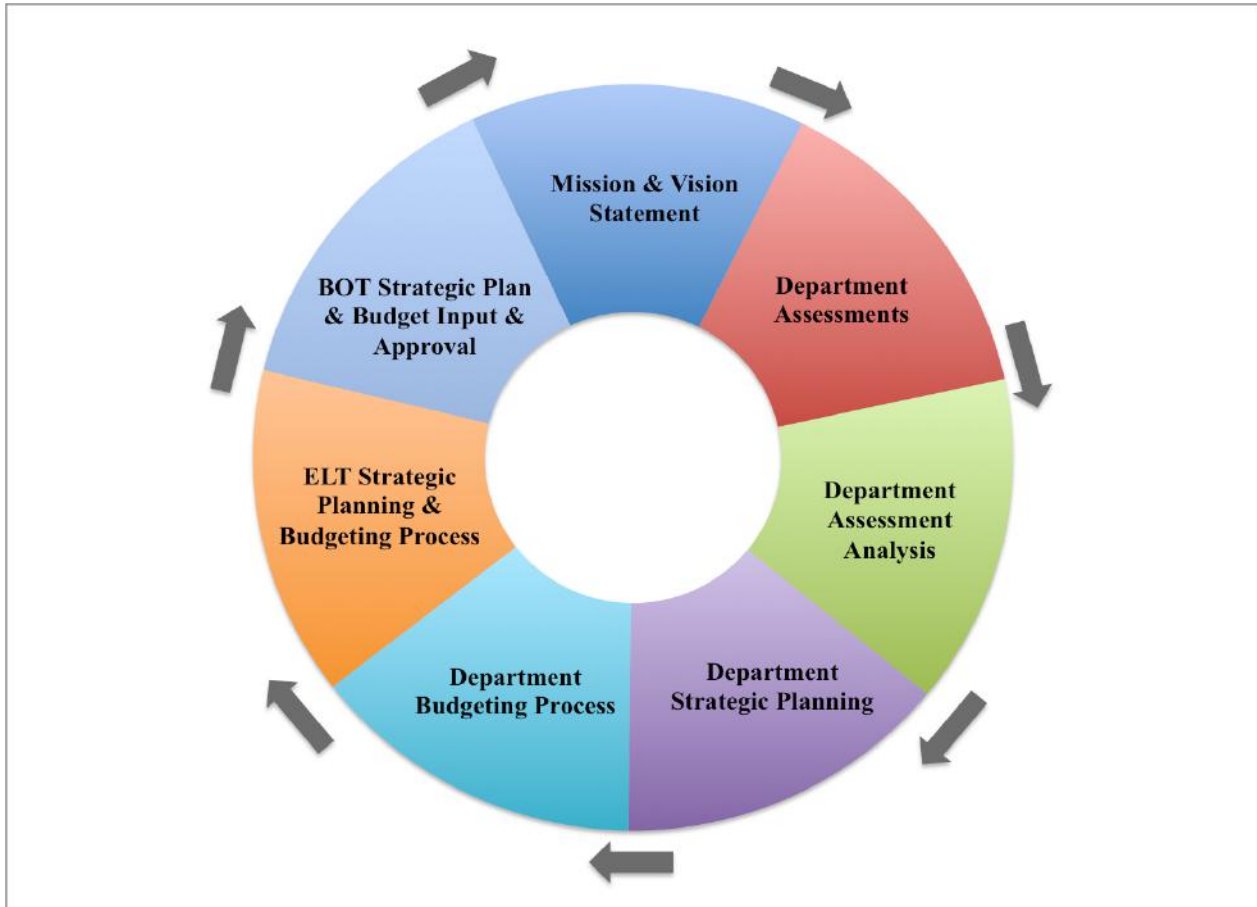 Mission & Vision
Statement
Department
Assessments
Department
Assessment
Analysis
Department
Strategic Planning
Department
Budgeting Process
ELT Strategic
Planning &
Budgeting Process
BOT Strategic Plan
& Budget Input &
Approval